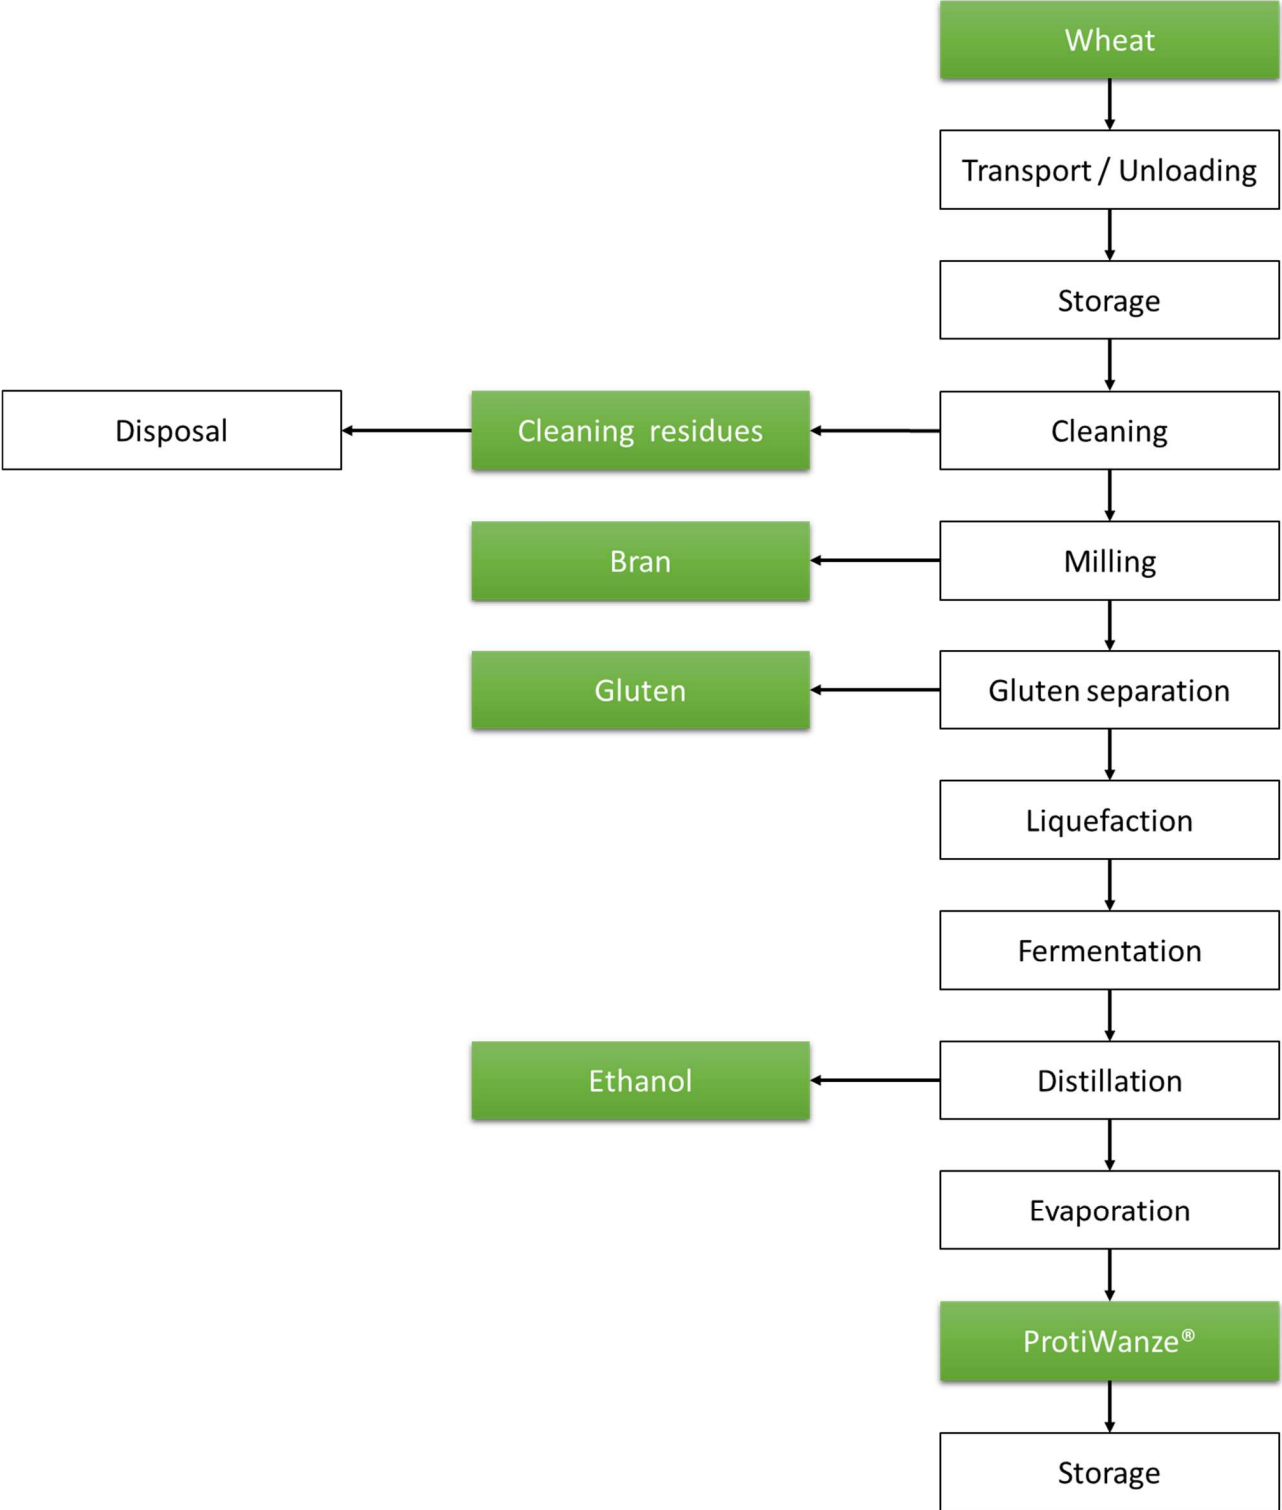 Wheat
Transport / Unloading
Storage
Disposal
Cleaning residues
Cleaning
Bran
Milling
Gluten
Gluten separation
Liquefaction
Fermentation
Ethanol
Distillation
Evaporation
ProtiWanze®
Storage